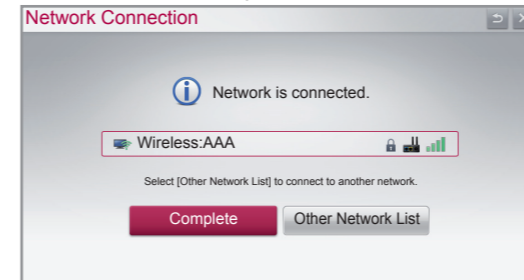 Network Connection
Network is connected.
Wireless:AAA
Select [Other Network List] to connect to another network.
Complete
Other Network List